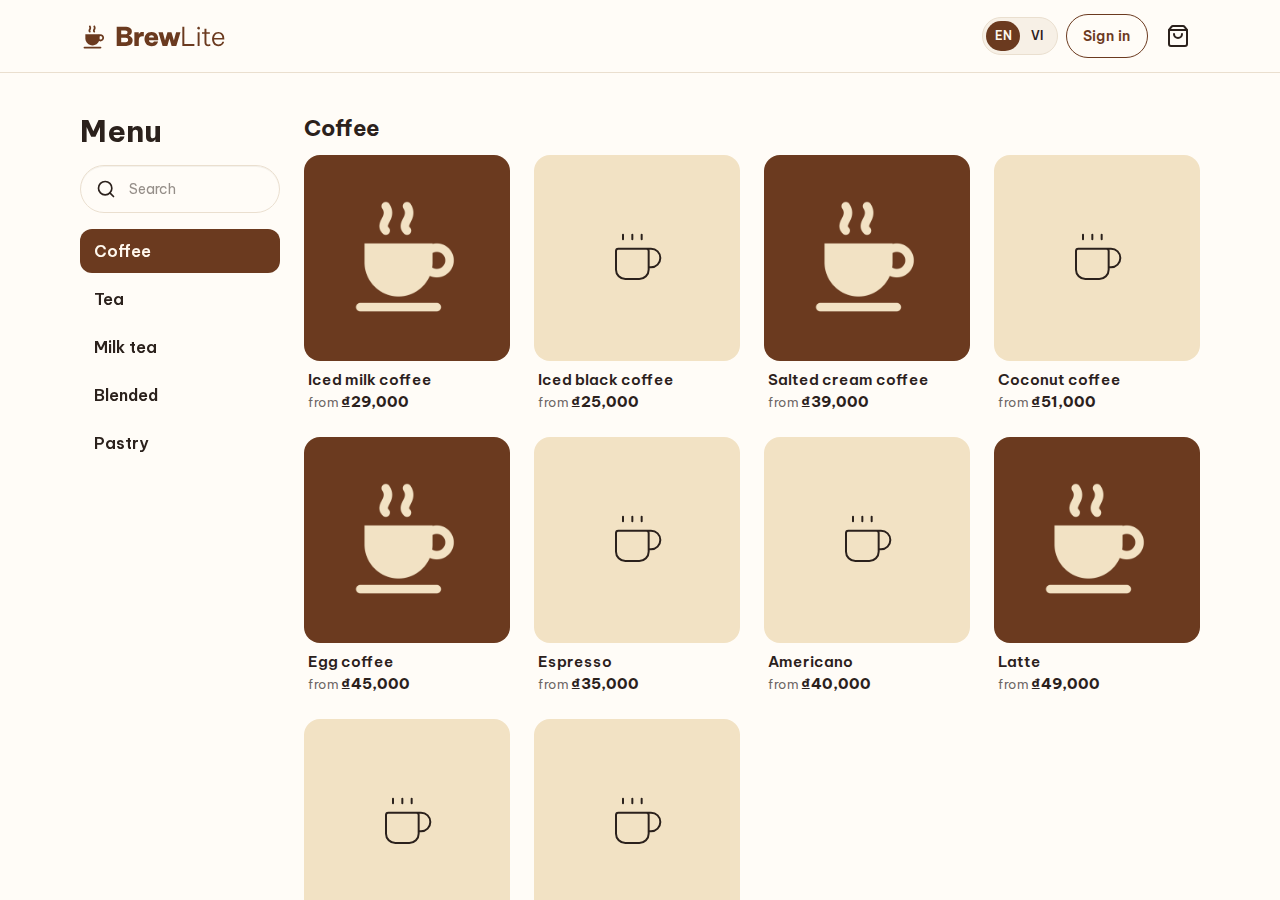 BrewLite
EN
VI
Sign in
Menu
Search
Coffee
Tea
Milk tea
Blended
Pastry
Coffee
Iced milk coffee
from ₫29,000
Iced black coffee
from ₫25,000
Salted cream coffee
from ₫39,000
Coconut coffee
from ₫51,000
Egg coffee
from ₫45,000
Espresso
from ₫35,000
Americano
from ₫40,000
Latte
from ₫49,000